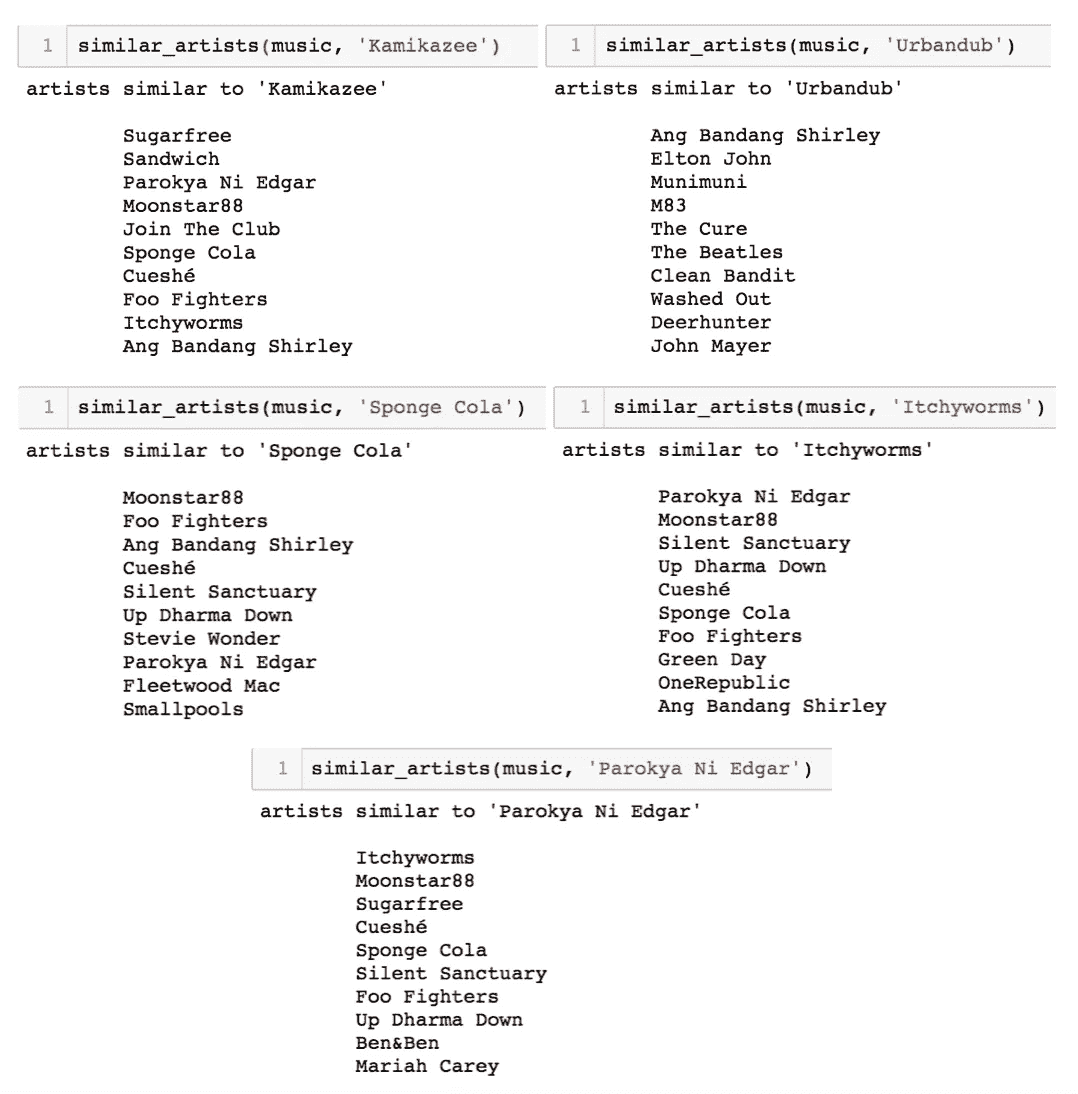 1 similar_artists(music, 'Kamikazee')
artists similar to 'Kamikazee'
Sugarfree
Sandwich
Parokya Ni Edgar
Moonstar88
Join The Club
Sponge Cola
Cueshé
Foo Fighters
Itchyworms
Ang Bandang Shirley
1 similar_artists(music, 'Urbandub')
artists similar to 'Urbandub'
Ang Bandang Shirley
Elton John
Munimuni
M83
The Cure
The Beatles
Clean Bandit
Washed Out
Deerhunter
John Mayer
1 similar_artists(music, 'Sponge Cola')
artists similar to 'Sponge Cola'
Moonstar88
Foo Fighters
Ang Bandang Shirley
Cueshé
Silent Sanctuary
Up Dharma Down
Stevie Wonder
Parokya Ni Edgar
Fleetwood Mac
Smallpools
1 similar_artists(music, 'Itchyworms')
artists similar to 'Itchyworms'
Parokya Ni Edgar
Moonstar88
Silent Sanctuary
Up Dharma Down
Cueshé
Sponge Cola
Foo Fighters
Green Day
OneRepublic
Ang Bandang Shirley
1 similar_artists(music, 'Parokya Ni Edgar')
artists similar to 'Parokya Ni Edgar'
Itchyworms
Moonstar88
Sugarfree
Cueshé
Sponge Cola
Silent Sanctuary
Foo Fighters
Up Dharma Down
Ben&Ben
Mariah Carey